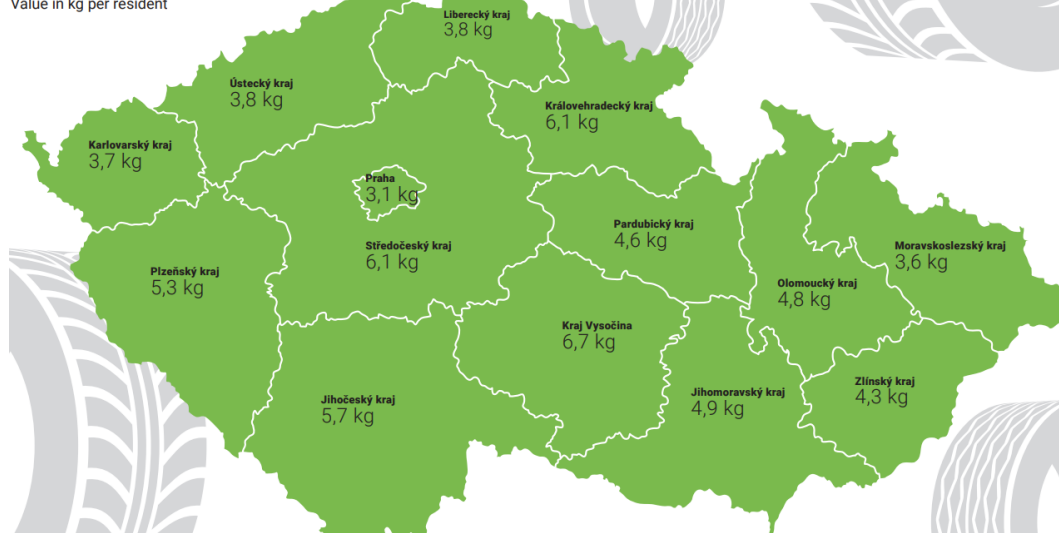 Value in kg per resident
Liberecký kraj
3,8 kg
Ústecký kraj
3,8 kg
Královehradecký kraj
6,1 kg
Karlovarský kraj
3,7 kg
Praha
3,1 kg
Pardubický kraj
4,6 kg
Středočeský kraj
6,1 kg
Moravskoslezský kraj
3,6 kg
Plzeňský kraj
5,3 kg
Olomoucký kraj
4,8 kg
Kraj Vysočina
6,7 kg
Zlínský kraj
4,3 kg
Jihomoravský kraj
4,9 kg
Jihočeský kraj
5,7 kg